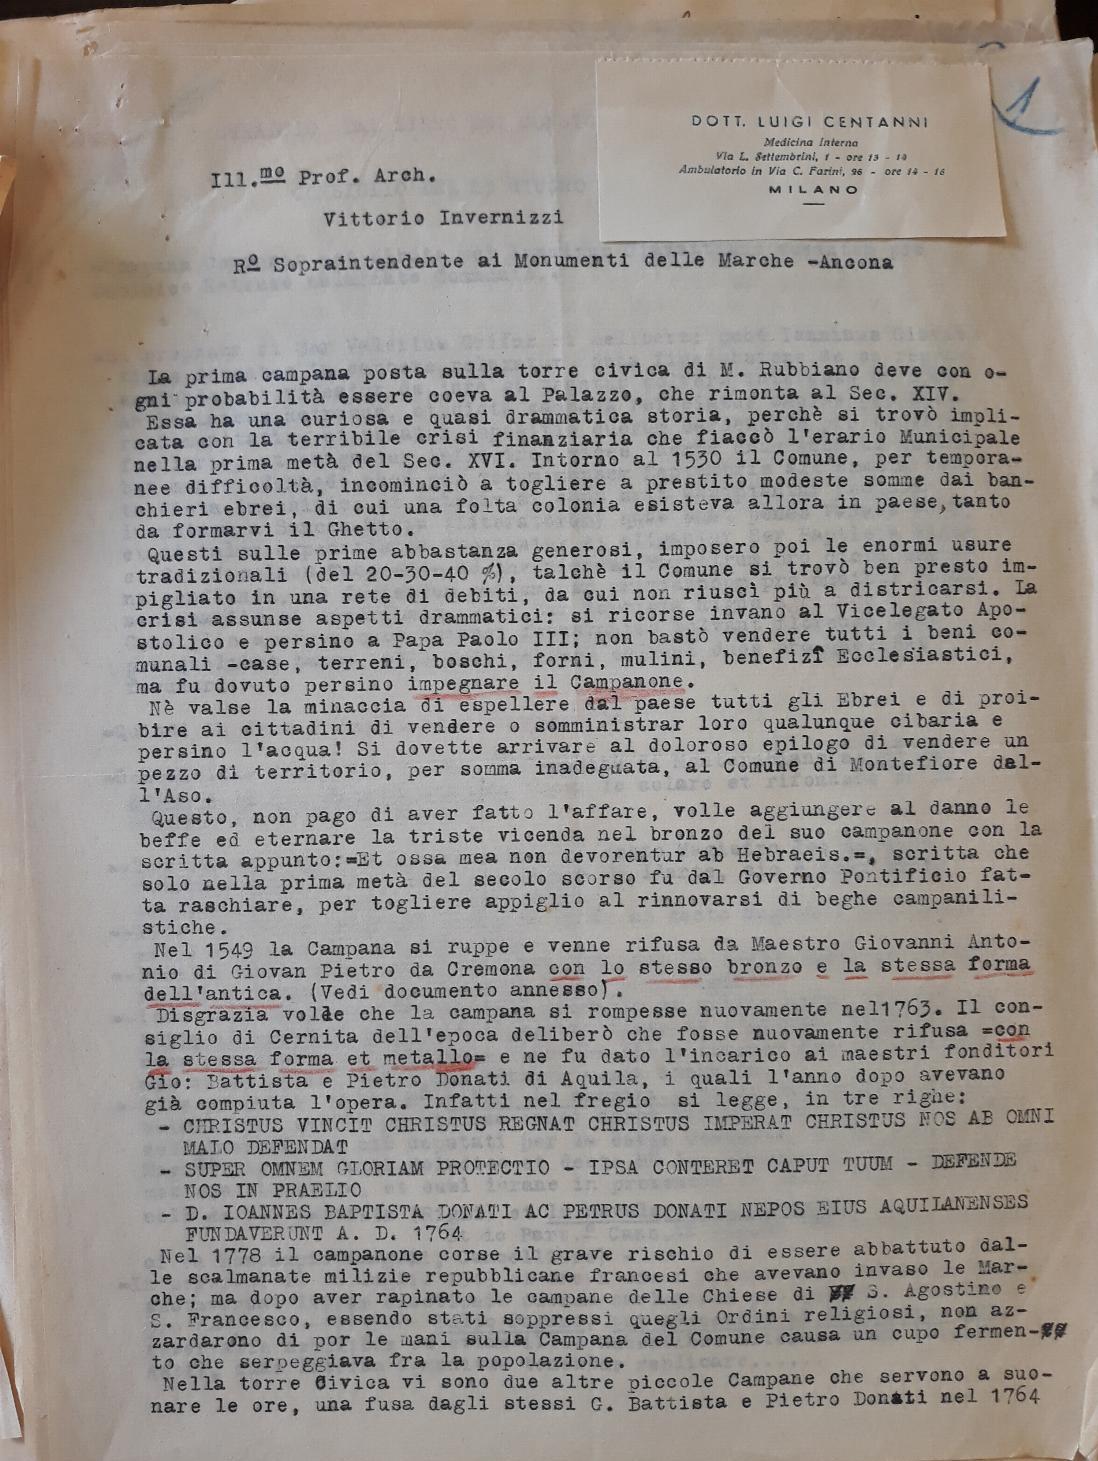 1
DOTT. LUIGI CENTANNI
Medicina Interna
Via L. Settembrini, 1 - ore 13 - 14
Ambulatorio in Via C. Farini, 96 - ore 14 - 16
MILANO
Ill.mo Prof. Arch.
Vittorio Invernizzi
Rº Sopraintendente ai Monumenti delle Marche -Ancona
La prima campana posta sulla torre civica di M. Rubbiano deve con o-
gni probabilità essere coeva al Palazzo, che rimonta al Sec. XIV.
Essa ha una curiosa e quasi drammatica storia, perchè si trovò impli-
cata con la terribile crisi finanziaria che fiaccò l'erario Municipale
nella prima metà del Sec. XVI. Intorno al 1530 il Comune, per tempora-
nee difficoltà, incominciò a togliere a prestito modeste somme dai ban-
chieri ebrei, di cui una folta colonia esisteva allora in paese, tanto
da formarvi il Ghetto.
Questi sulle prime abbastanza generosi, imposero poi le enormi usure
tradizionali (del 20-30-40 %), talchè il Comune si trovò ben presto im-
pigliato in una rete di debiti, da cui non riuscì più a districarsi. La
crisi assunse aspetti drammatici: si ricorse invano al Vicelegato Apo-
stolico e persino a Papa Paolo III; non bastò vendere tutti i beni co-
munali -case, terreni, boschi, forni, mulini, benefizî Ecclesiastici,
ma fu dovuto persino impegnare il Campanone.
Nè valse la minaccia di espellere dal paese tutti gli Ebrei e di proi-
bire ai cittadini di vendere o somministrar loro qualunque cibaria e
persino l'acqua! Si dovette arrivare al doloroso epilogo di vendere un
pezzo di territorio, per somma inadeguata, al Comune di Montefiore dal-
l'Aso.
Questo, non pago di aver fatto l'affare, volle aggiungere al danno le
beffe ed eternare la triste vicenda nel bronzo del suo campanone con la
scritta appunto:=Et ossa mea non devorentur ab Hebraeis.=, scritta che
solo nella prima metà del secolo scorso fu dal Governo Pontificio fat-
ta raschiare, per togliere appiglio al rinnovarsi di beghe campanili-
stiche.
Nel 1549 la Campana si ruppe e venne rifusa da Maestro Giovanni Anto-
nio di Giovan Pietro da Cremona con lo stesso bronzo e la stessa forma
dell'antica. (Vedi documento annesso).
Disgrazia volle che la campana si rompesse nuovamente nel1763. Il con-
siglio di Cernita dell'epoca deliberò che fosse nuovamente rifusa =con
la stessa forma et metallo= e ne fu dato l'incarico ai maestri fonditori
Gio: Battista e Pietro Donati di Aquila, i quali l'anno dopo avevano
già compiuta l'opera. Infatti nel fregio si legge, in tre righe:
- CHRISTUS VINCIT CHRISTUS REGNAT CHRISTUS IMPERAT CHRISTUS NOS AB OMNI
MALO DEFENDAT
- SUPER OMNEM GLORIAM PROTECTIO - IPSA CONTERET CAPUT TUUM - DEFENDE
NOS IN PRAELIO
- D. IOANNES BAPTISTA DONATI AC PETRUS DONATI NEPOS EIUS AQUILANENSES
FUNDAVERUNT A. D. 1764
Nel 1778 il campanone corse il grave rischio di essere abbattuto dal-
le scalmanate milizie repubblicane francesi che avevano invaso le Mar-
che; ma dopo aver rapinato le campane delle Chiese di S. Agostino e
S. Francesco, essendo stati soppressi quegli Ordini religiosi, non az-
zardarono di por le mani sulla Campana del Comune causa un cupo fermen-
to che serpeggiava fra la popolazione.
Nella torre Civica vi sono due altre piccole Campane che servono a suo-
nare le ore, una fusa dagli stessi G. Battista e Pietro Donati nel 1764